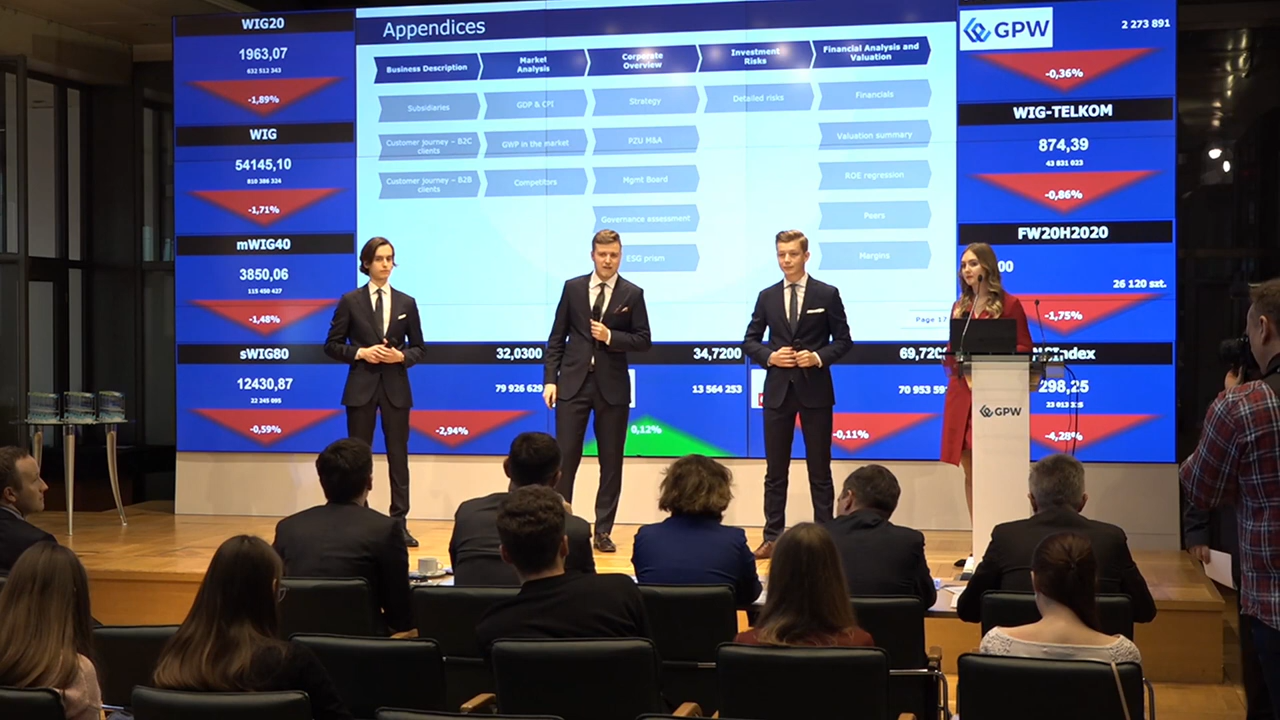 WIG20
1963,07
632 512 343
-1,89%
WIG
54145,10
810 386 324
-1,71%
mWIG40
3850,06
115 450 427
-1,48%
sWIG80
12430,87
22 245 095
-0,59%
Appendices
Business Description
Market
Analysis
Corporate
Overview
Investment
Risks
Financial Analysis and
Valuation
Subsidiaries
GDP & CPI
Strategy
Detailed risks
Financials
Customer journey – B2C
clients
GWP in the market
PZU M&A
Valuation summary
Customer journey – B2B
clients
Competitors
Mgmt Board
ROE regression
Governance assessment
Peers
ESG prism
Margins
Page 17
32,0300
79 926 629
-2,94%
34,7200
13 564 253
0,12%
69,7200
70 953 59
-0,11%
GPW
2 273 891
-0,36%
WIG-TELKOM
874,39
43 831 023
-0,86%
FW20H2020
00
26 120 szt.
-1,75%
Index
298,25
-4,28%
GPW